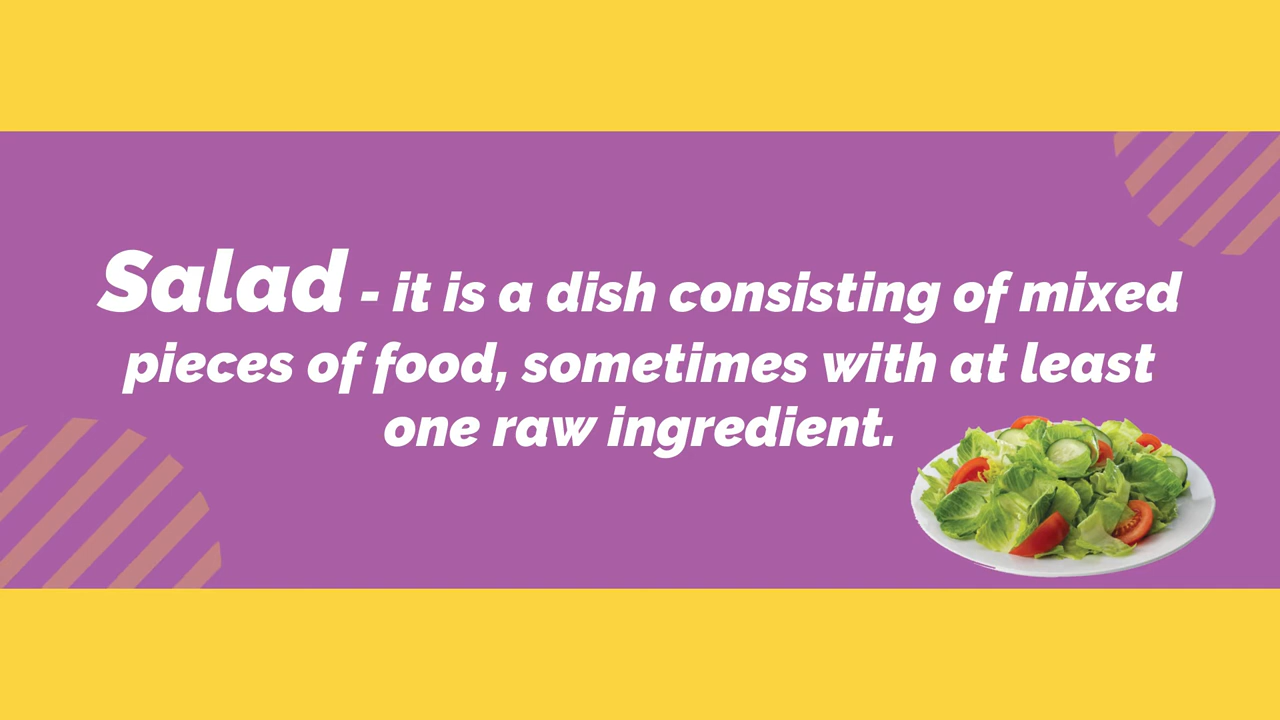 Salad - it is a dish consisting of mixed
pieces of food, sometimes with at least
one raw ingredient.